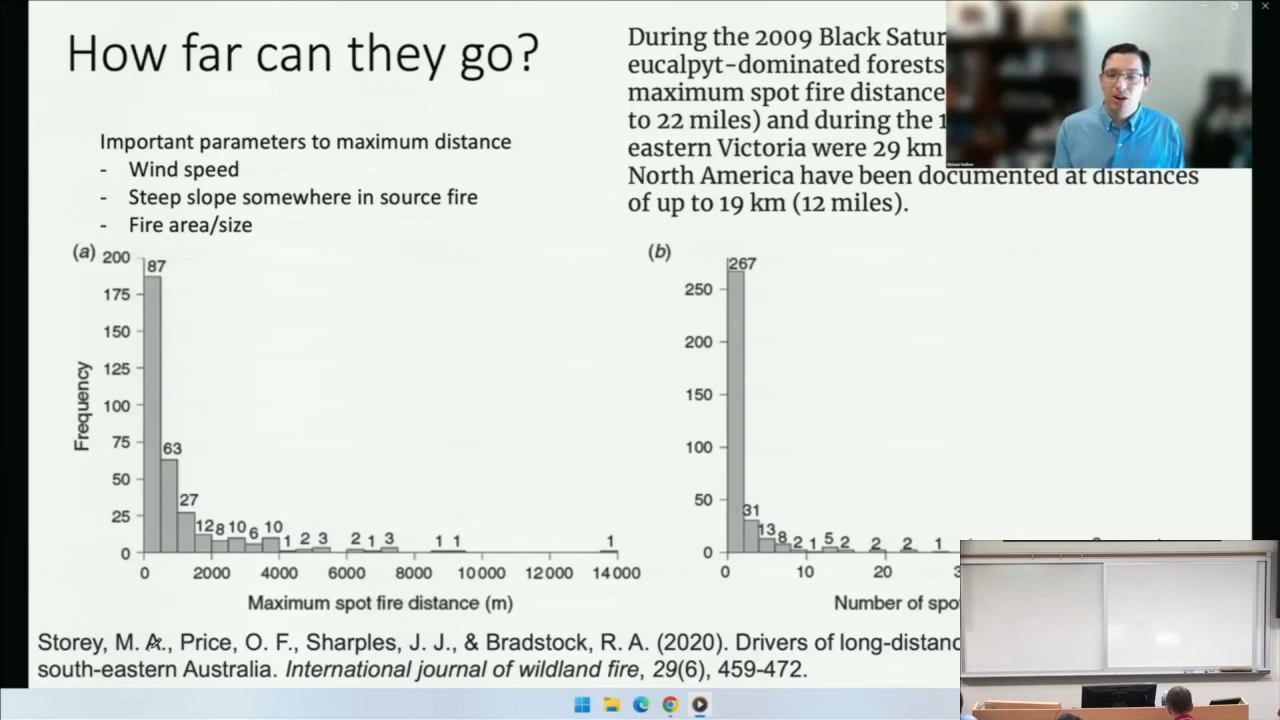 How far can they go?
Important parameters to maximum distance
- Wind speed
- Steep slope somewhere in source fire
- Fire area/size
During the 2009 Black Satur
eucalpyt-dominated forests
maximum spot fire distance
to 22 miles) and during the 1
eastern Victoria were 29 km
North America have been documented at distances
of up to 19 km (12 miles).
(a)
200
175
150
125
100
75
50
25
0
Frequency
87
63
27
12
8
10
6
10
1
2
3
2
1
3
1
1
1
0 2000 4000 6000 8000 10 000 12 000 14 000
Maximum spot fire distance (m)
(b)
250
200
150
100
50
0
267
31
13
8
2
1
5
2
2
2
1
0 10 20 3
Number of spo
Storey, M. A., Price, O. F., Sharples, J. J., & Bradstock, R. A. (2020). Drivers of long-distanc
south-eastern Australia. International journal of wildland fire, 29(6), 459-472.